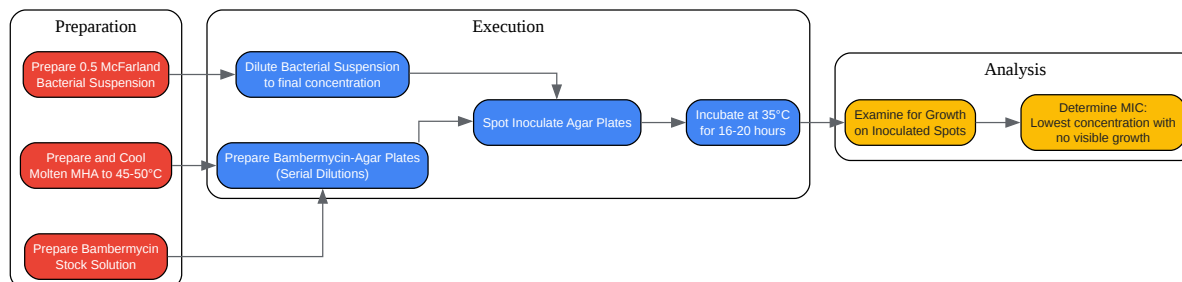 Preparation
Prepare 0.5 McFarland
Bacterial Suspension
Prepare and Cool
Molten MHA to 45-50°C
Prepare Bambermycin
Stock Solution
Execution
Dilute Bacterial Suspension
to final concentration
Prepare Bambermycin-Agar Plates
(Serial Dilutions)
Spot Inoculate Agar Plates
Incubate at 35°C
for 16-20 hours
Analysis
Examine for Growth
on Inoculated Spots
Determine MIC:
Lowest concentration with
no visible growth